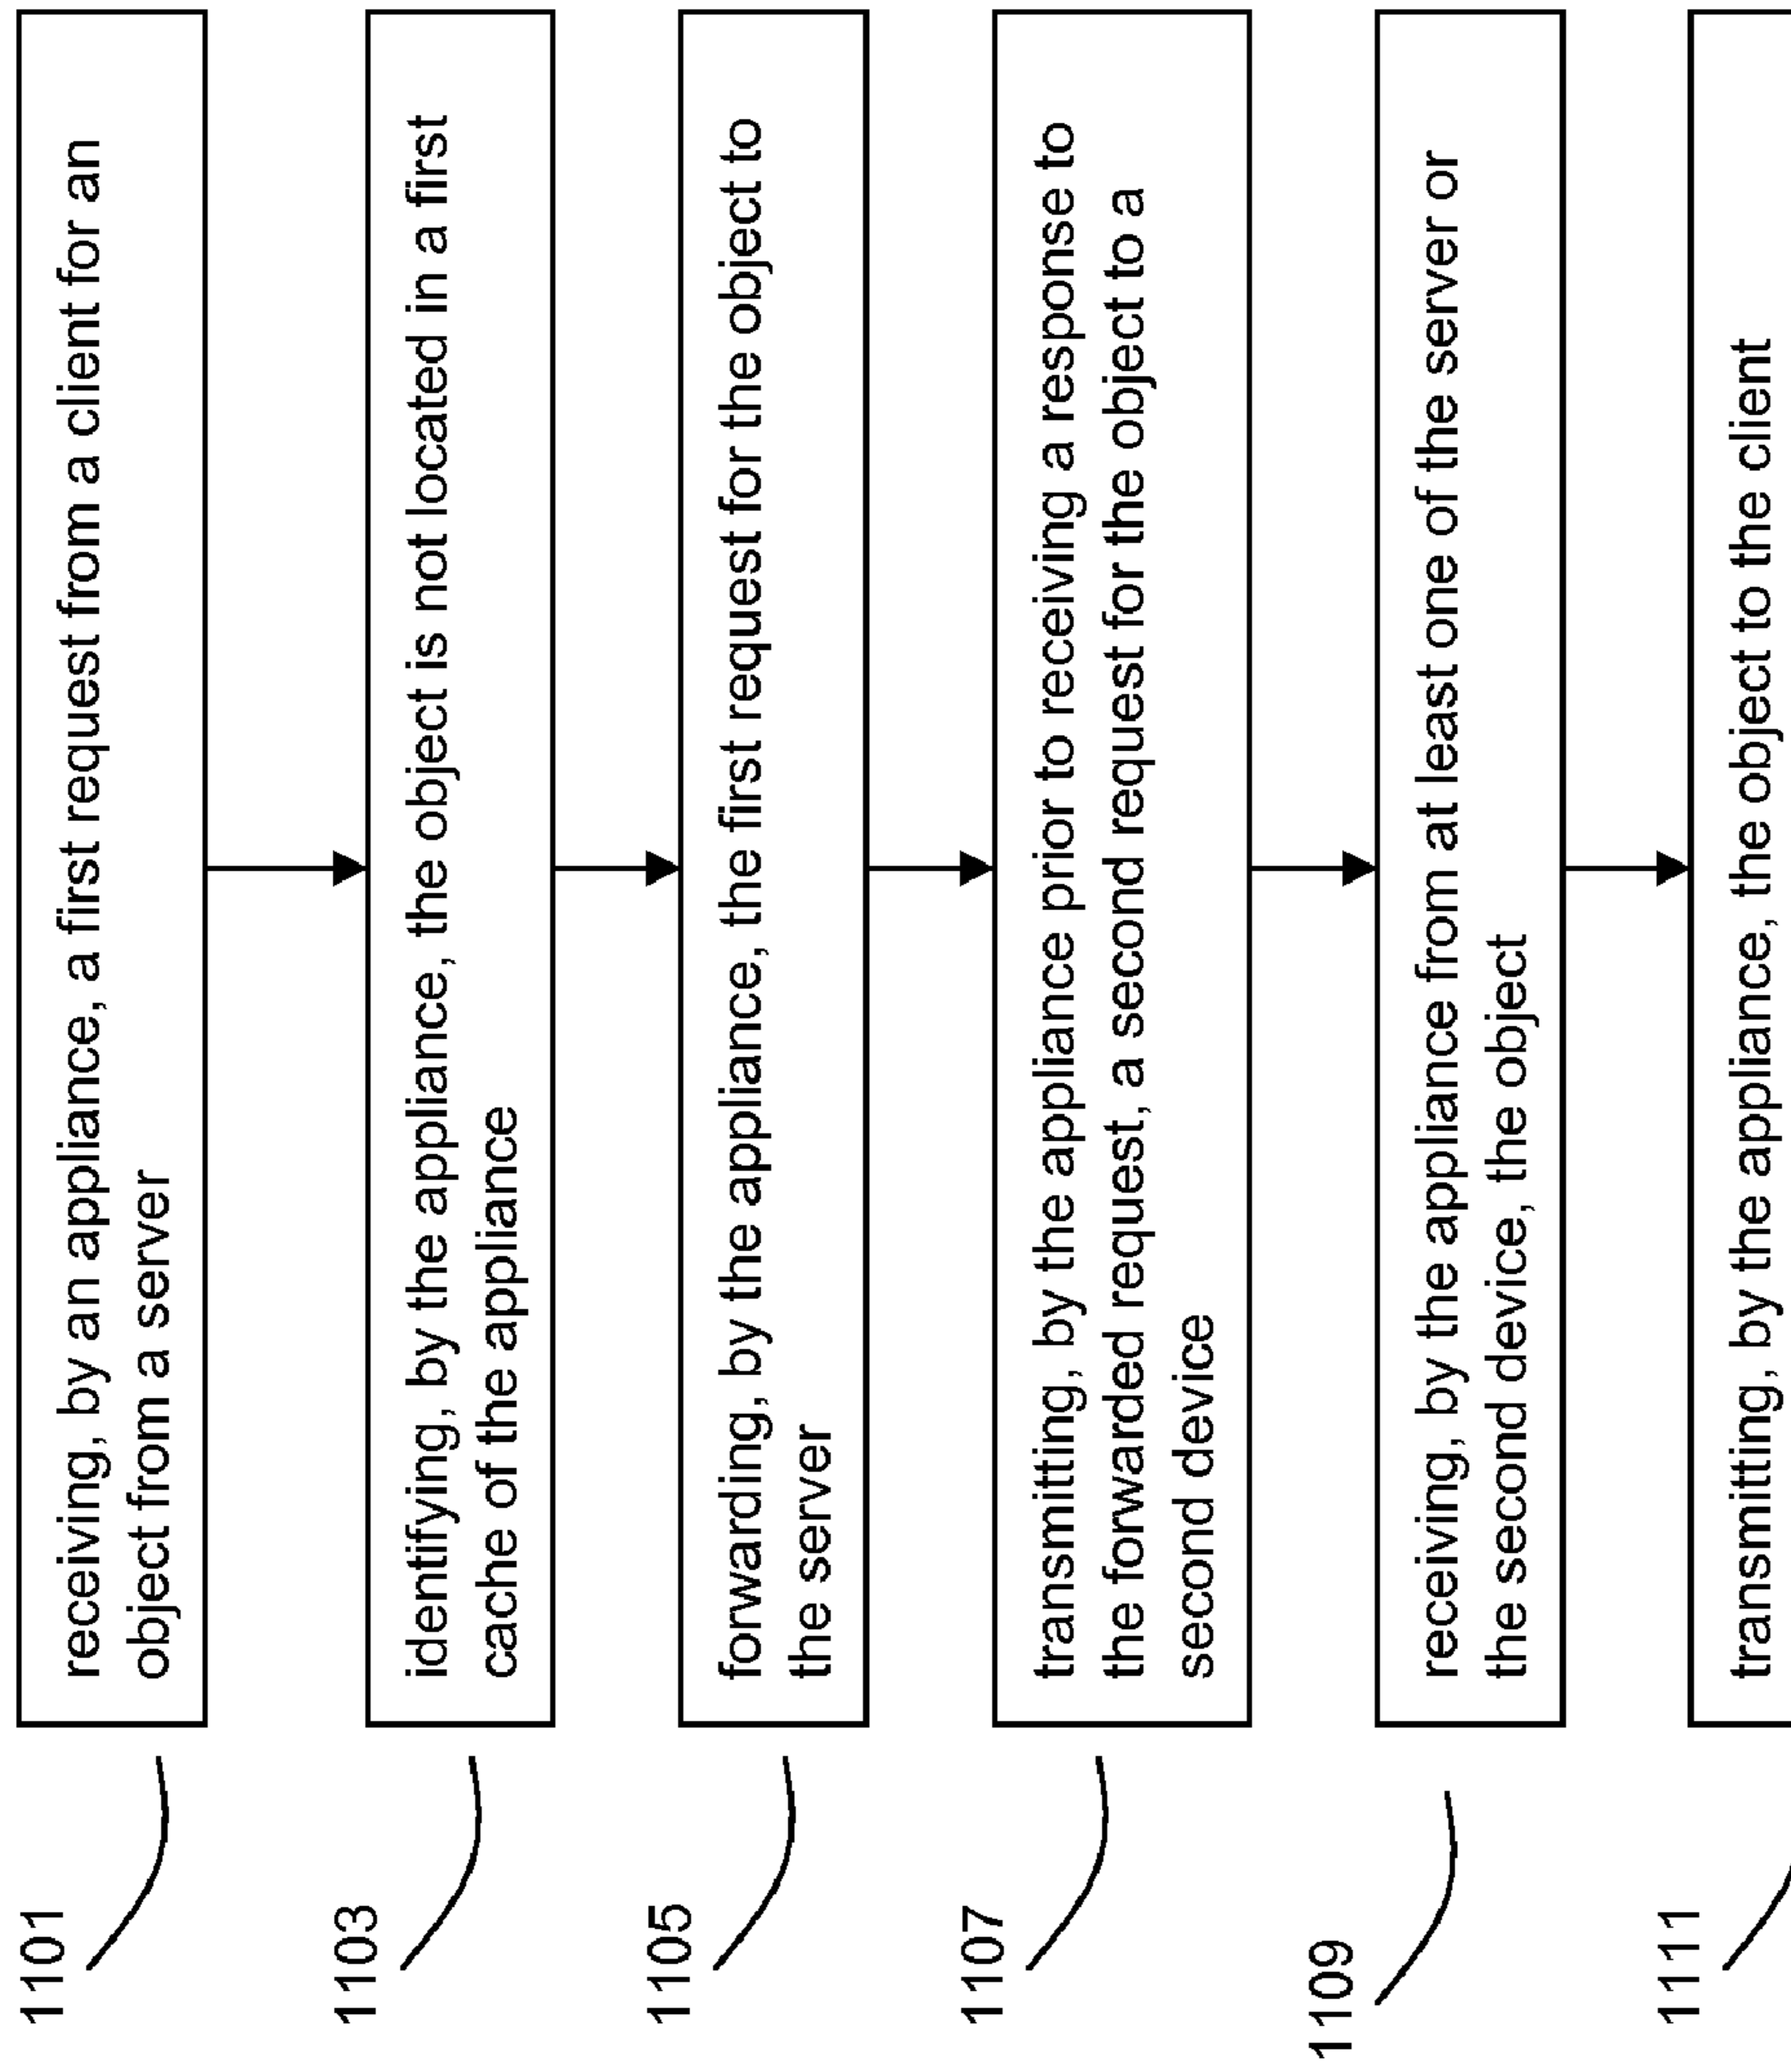 1101
receiving, by an appliance, a first request from a client for an
object from a server
1103
identifying, by the appliance, the object is not located in a first
cache of the appliance
1105
forwarding, by the appliance, the first request for the object to
the server
1107
transmitting, by the appliance prior to receiving a response to
the forwarded request, a second request for the object to a
second device
1109
receiving, by the appliance from at least one of the server or
the second device, the object
1111
transmitting, by the appliance, the object to the client